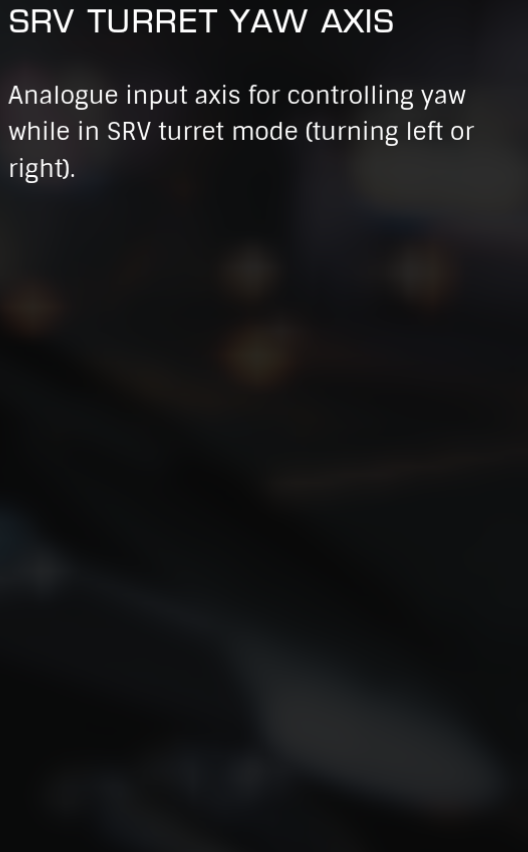 SRV TURRET YAW AXIS
Analogue input axis for controlling yaw
while in SRV turret mode (turning left or
right).